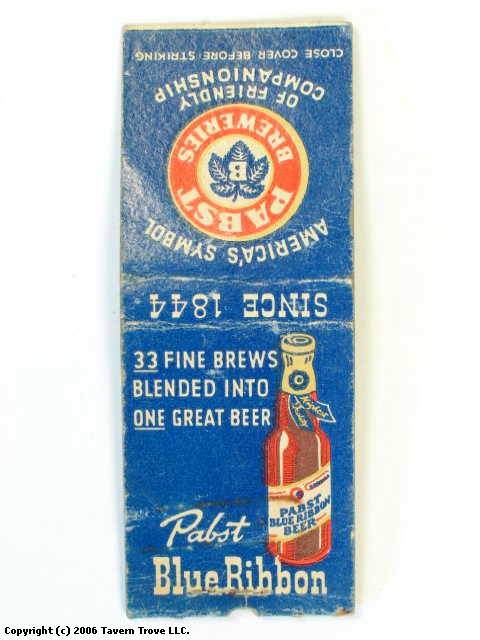 CLOSE COVER BEFORE STRIKING
AMERICA'S SYMBOL
PABST
BREWERIES
B
OF FRIENDLY
COMPANIONSHIP
SINCE 1844
33 FINE BREWS
BLENDED INTO
ONE GREAT BEER
PABST
BLUE RIBBON
BEER
Pabst
Blue Ribbon
Copyright (c) 2006 Tavern Trove LLC.